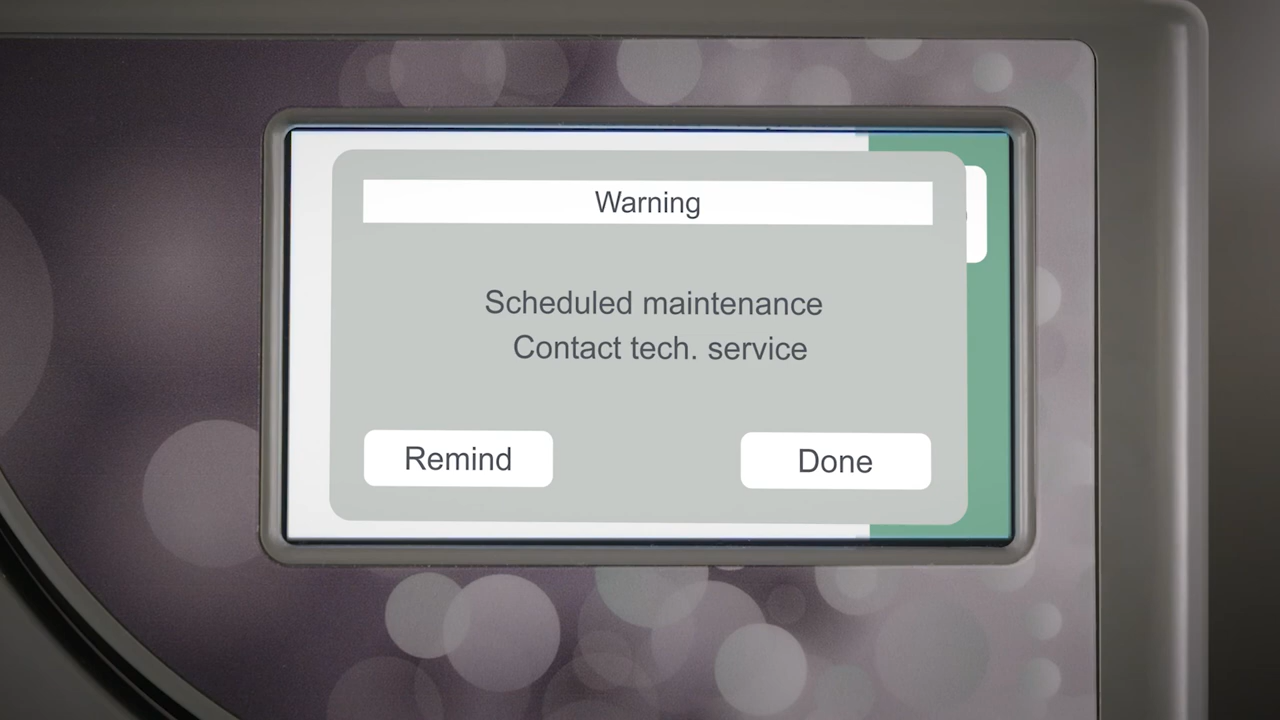 Warning
Scheduled maintenance
Contact tech. service
Remind
Done